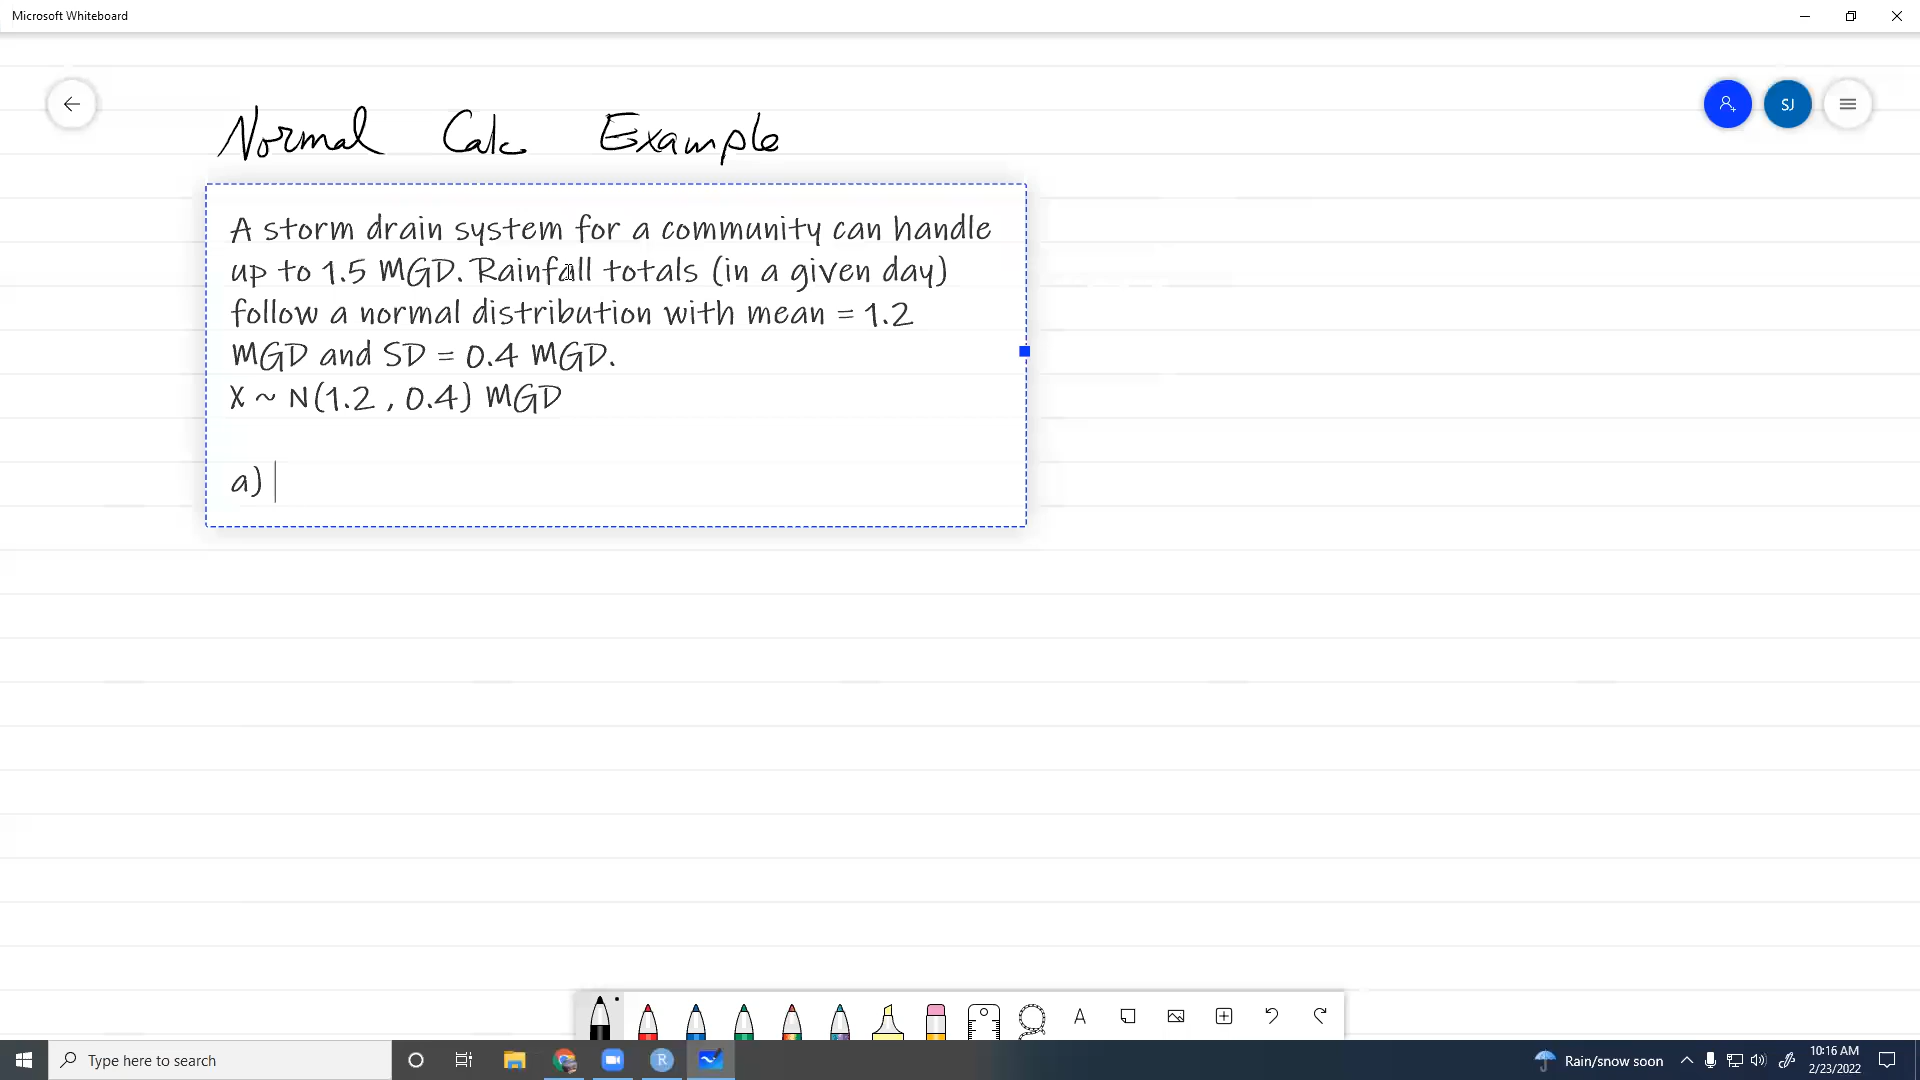 Microsoft Whiteboard
SJ
Normal Calc Example
A storm drain system for a community can handle
up to 1.5 MGD. Rainfall totals (in a given day)
follow a normal distribution with mean = 1.2
MGD and SD = 0.4 MGD.
X ~ N(1.2 , 0.4) MGD
a)
A
Type here to search
R
Rain/snow soon
10:16 AM
2/23/2022